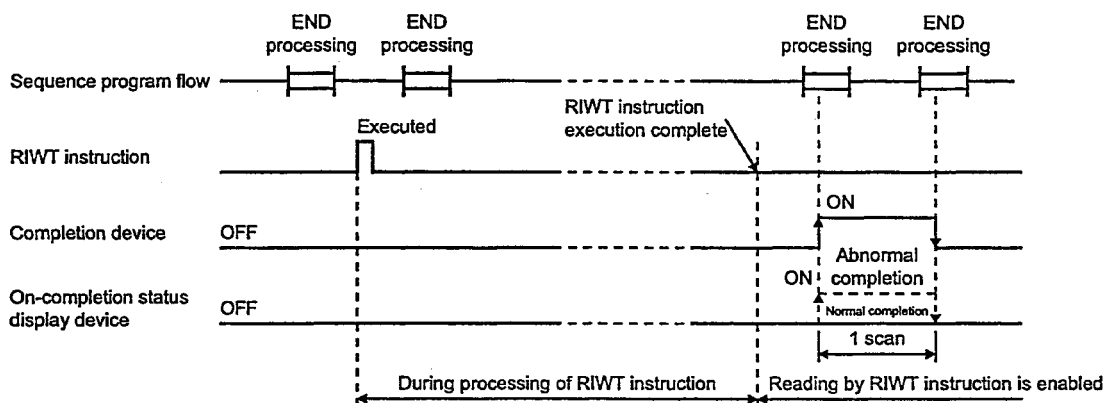 END processing
END processing
END processing
END processing
Sequence program flow
Executed
RIWT instruction execution complete
RIWT instruction
ON
Completion device
OFF
Abnormal completion
ON
On-completion status display device
OFF
Normal completion
1 scan
During processing of RIWT instruction
Reading by RIWT instruction is enabled